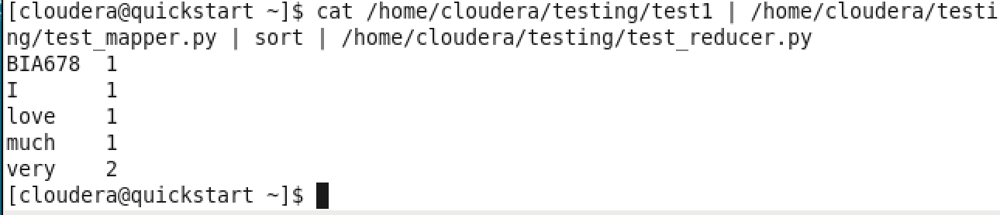 [cloudera@quickstart ~]$ cat /home/cloudera/testing/test1 | /home/cloudera/testi
ng/test_mapper.py | sort | /home/cloudera/testing/test_reducer.py
BIA678  1
I       1
love    1
much    1
very    2
[cloudera@quickstart ~]$